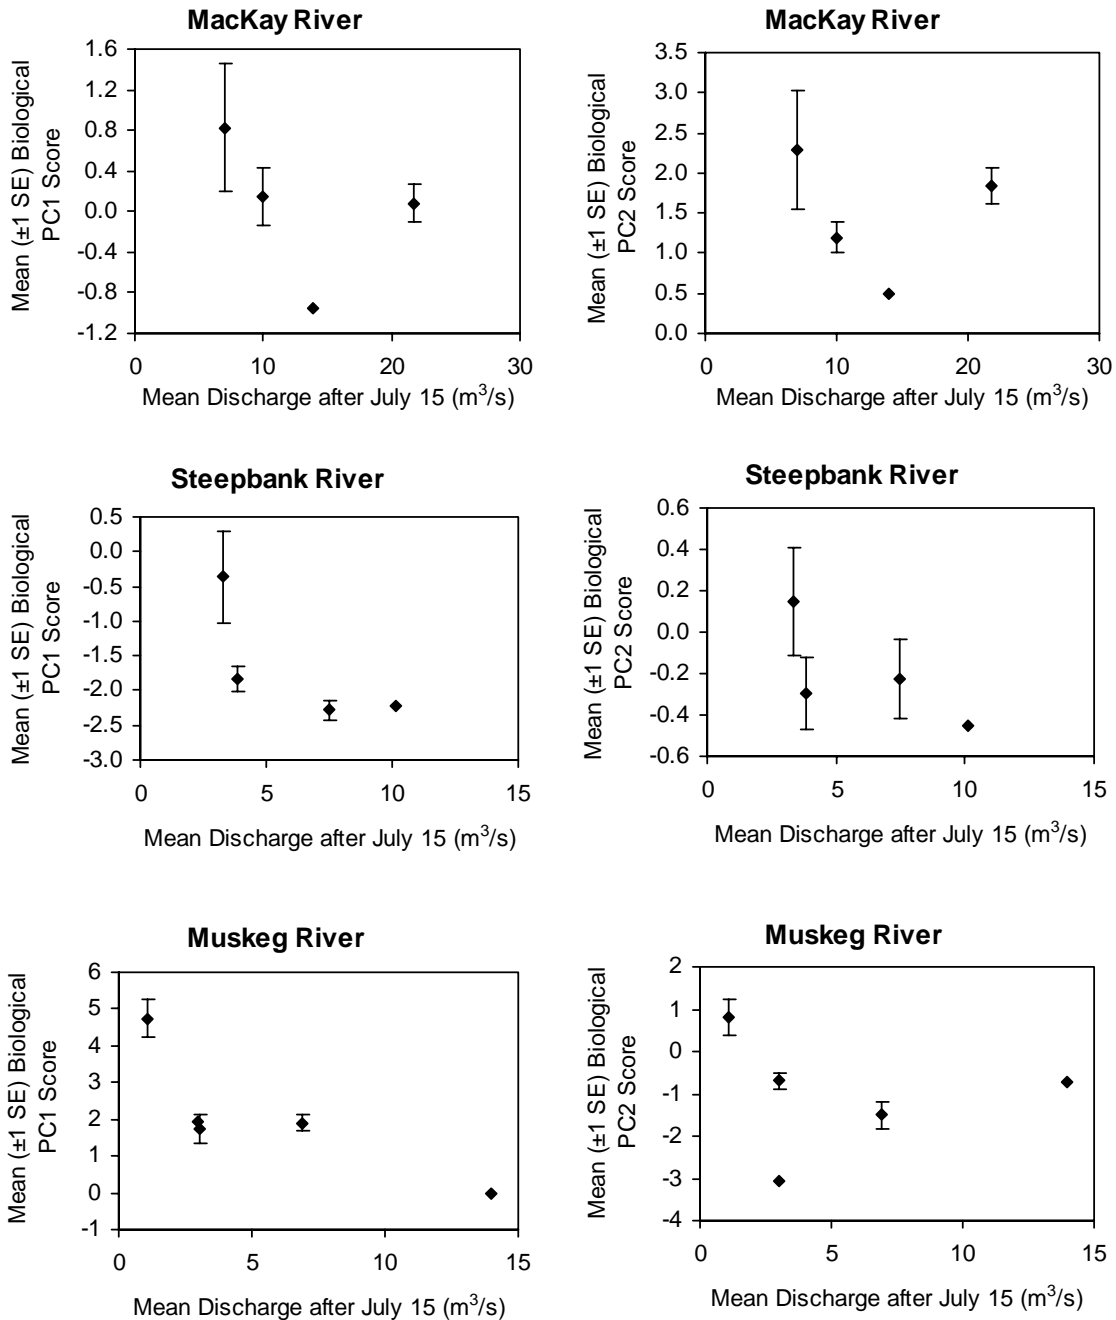 MacKay River
Mean (±1 SE) Biological
PC1 Score
1.6
1.2
0.8
0.4
0.0
-0.4
-0.8
-1.2
0 10 20 30
Mean Discharge after July 15 (m³/s)
MacKay River
Mean (±1 SE) Biological
PC2 Score
3.5
3.0
2.5
2.0
1.5
1.0
0.5
0.0
0 10 20 30
Mean Discharge after July 15 (m³/s)
Steepbank River
Mean (±1 SE) Biological
PC1 Score
0.5
0.0
-0.5
-1.0
-1.5
-2.0
-2.5
-3.0
0 5 10 15
Mean Discharge after July 15 (m³/s)
Steepbank River
Mean (±1 SE) Biological
PC2 Score
0.6
0.4
0.2
0.0
-0.2
-0.4
-0.6
0 5 10 15
Mean Discharge after July 15 (m³/s)
Muskeg River
Mean (±1 SE) Biological
PC1 Score
6
5
4
3
2
1
0
-1
0 5 10 15
Mean Discharge after July 15 (m³/s)
Muskeg River
Mean (±1 SE) Biological
PC2 Score
2
1
0
-1
-2
-3
-4
0 5 10 15
Mean Discharge after July 15 (m³/s)